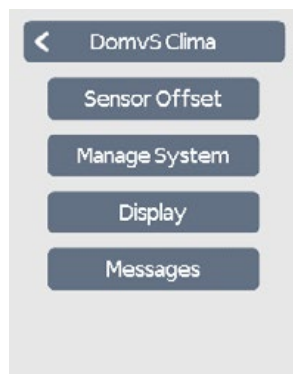 DomvS Clima
Sensor Offset
Manage System
Display
Messages